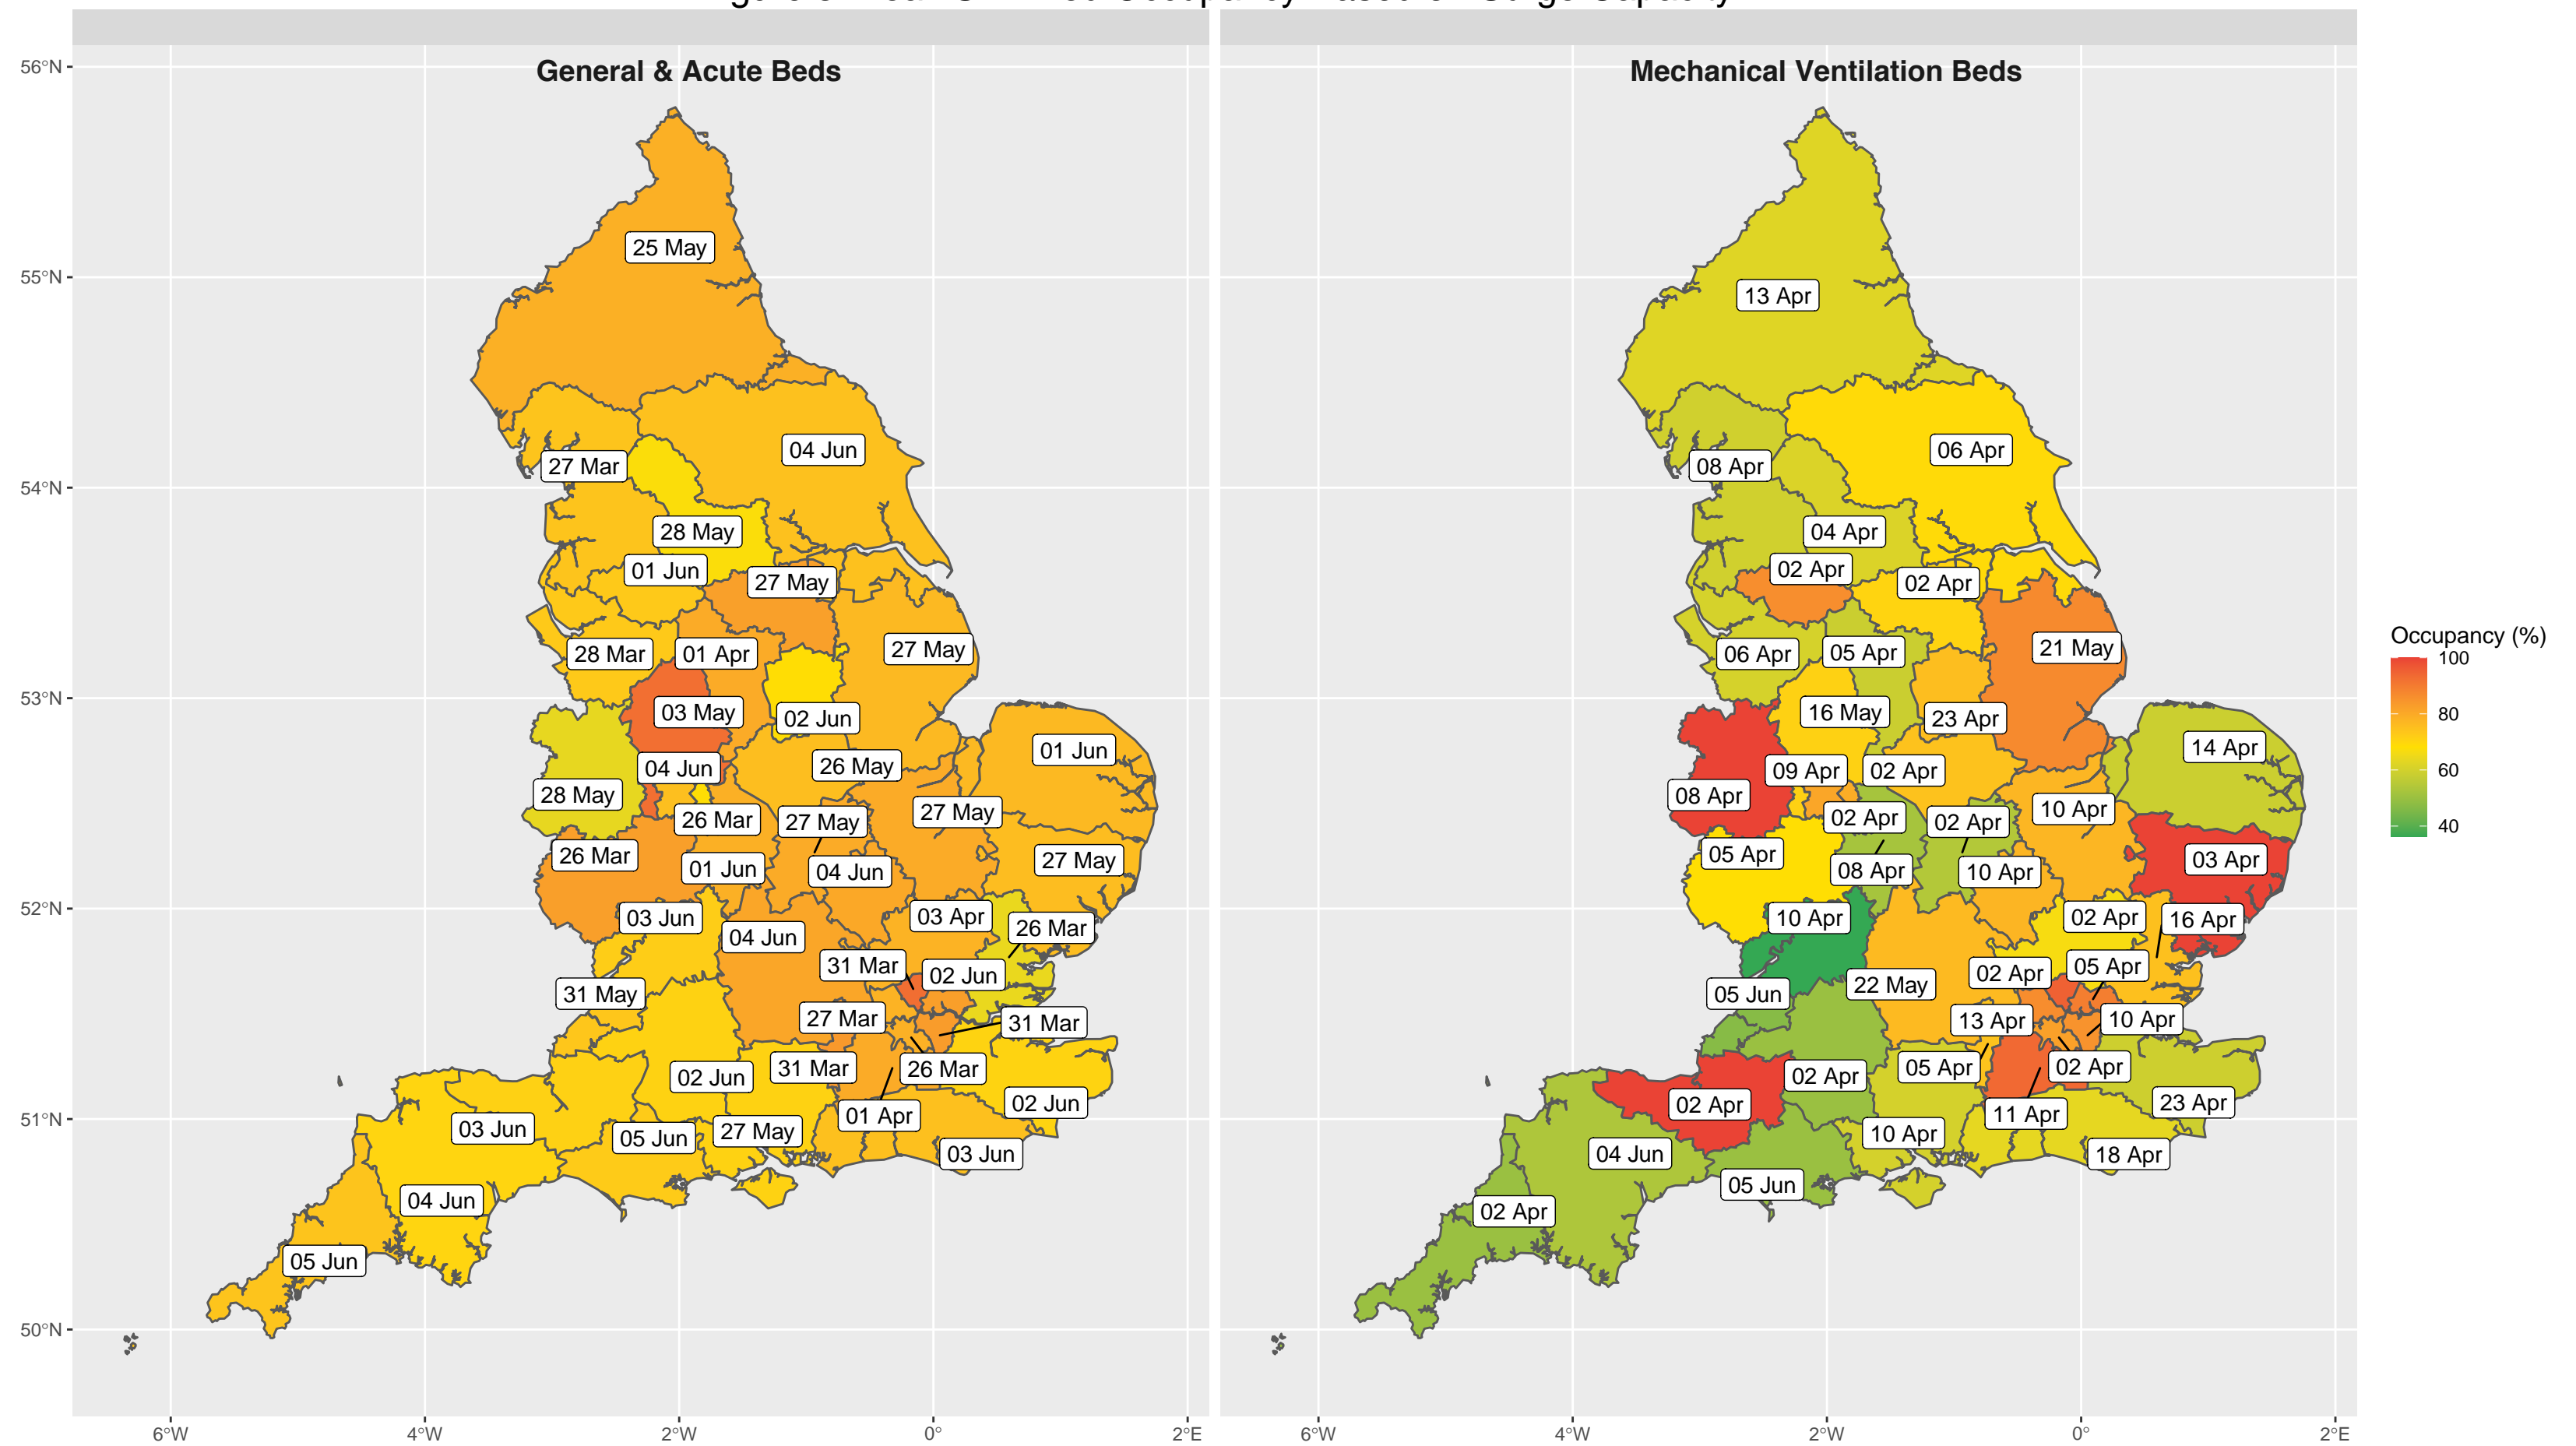 General & Acute Beds
56°N
55°N
54°N
53°N
52°N
51°N
50°N
25 May
04 Jun
27 Mar
28 May
01 Jun
27 May
28 Mar
01 Apr
27 May
03 May
02 Jun
04 Jun
26 May
01 Jun
28 May
26 Mar
27 May
27 May
26 Mar
01 Jun
04 Jun
27 May
03 Jun
04 Jun
03 Apr
26 Mar
31 Mar
02 Jun
31 May
27 Mar
31 Mar
02 Jun
31 Mar
26 Mar
02 Jun
01 Apr
03 Jun
05 Jun
27 May
03 Jun
04 Jun
05 Jun
6°W
4°W
2°W
0°
2°E
Mechanical Ventilation Beds
13 Apr
06 Apr
08 Apr
04 Apr
02 Apr
02 Apr
06 Apr
05 Apr
21 May
16 May
23 Apr
14 Apr
09 Apr
02 Apr
08 Apr
02 Apr
02 Apr
10 Apr
05 Apr
08 Apr
10 Apr
03 Apr
10 Apr
02 Apr
16 Apr
05 Jun
22 May
02 Apr
05 Apr
13 Apr
10 Apr
02 Apr
05 Apr
02 Apr
02 Apr
11 Apr
23 Apr
04 Jun
10 Apr
18 Apr
05 Jun
02 Apr
6°W
4°W
2°W
0°
2°E
Occupancy (%)
100
80
60
40